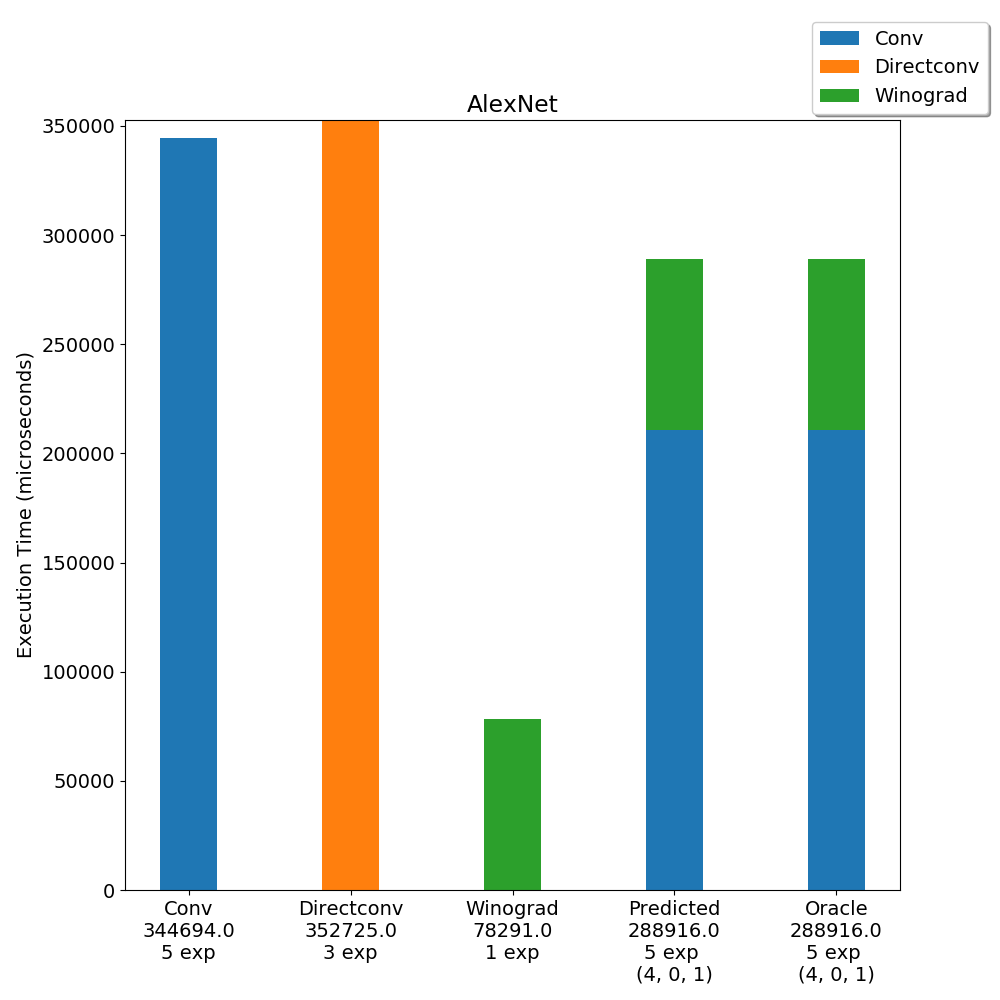 Conv
Directconv
Winograd
AlexNet
Execution Time (microseconds)
350000
300000
250000
200000
150000
100000
50000
0
Conv
344694.0
5 exp
Directconv
352725.0
3 exp
Winograd
78291.0
1 exp
Predicted
288916.0
5 exp
(4, 0, 1)
Oracle
288916.0
5 exp
(4, 0, 1)